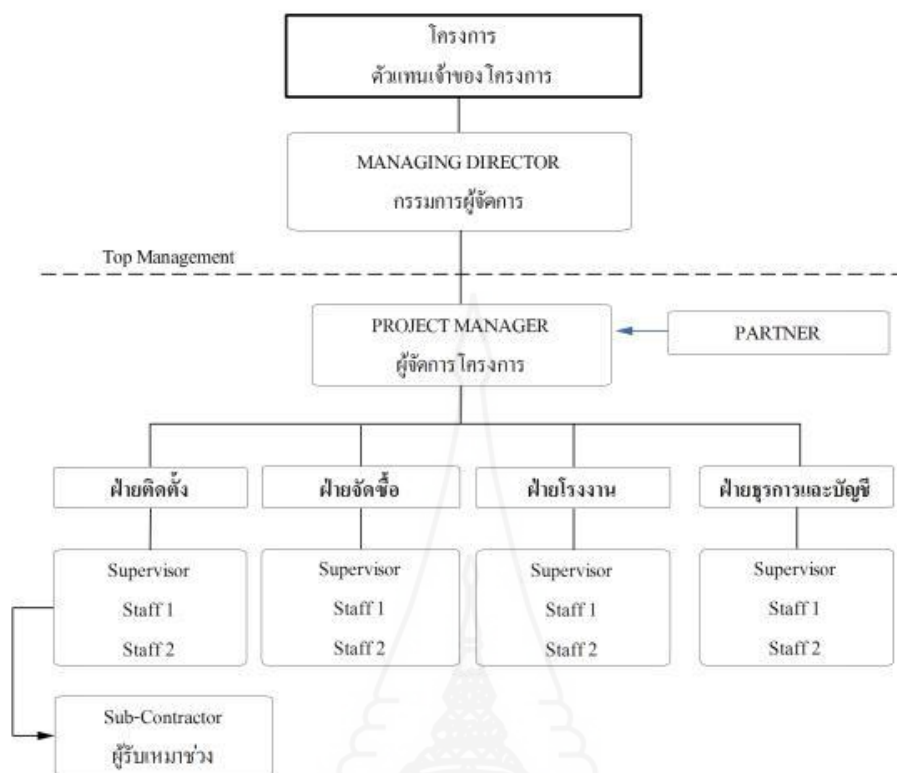 โครงการ
ตัวแทนเจ้าของโครงการ
MANAGING DIRECTOR
กรรมการผู้จัดการ
Top Management
PROJECT MANAGER
ผู้จัดการโครงการ
PARTNER
ฝ่ายติดตั้ง
ฝ่ายจัดซื้อ
ฝ่ายโรงงาน
ฝ่ายธุรการและบัญชี
Supervisor
Staff 1
Staff 2
Supervisor
Staff 1
Staff 2
Supervisor
Staff 1
Staff 2
Supervisor
Staff 1
Staff 2
Sub-Contractor
ผู้รับเหมาช่วง